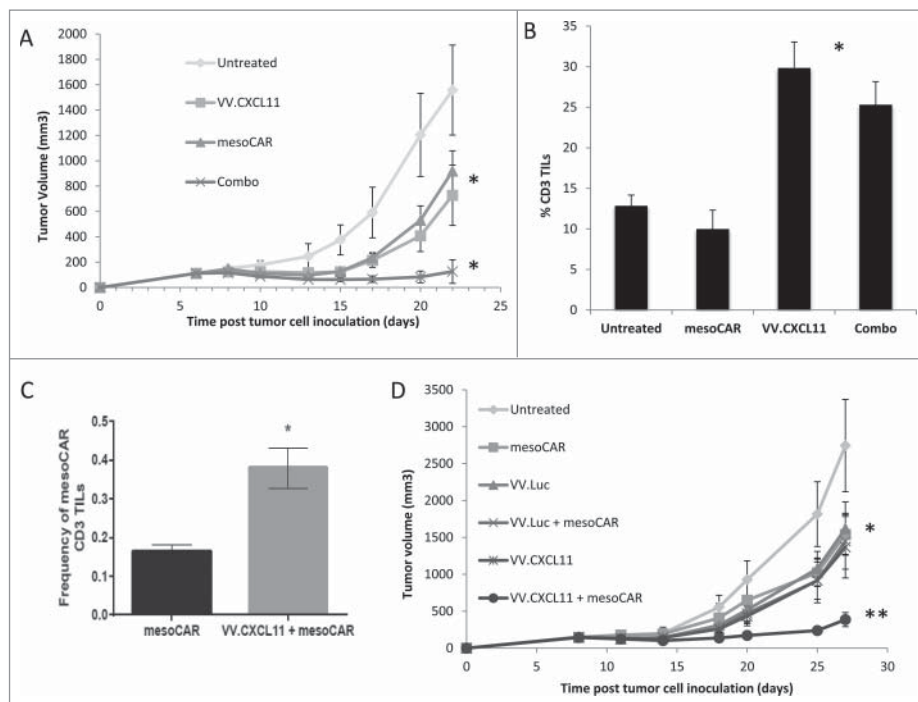 A
Tumor Volume (mm3)
2000
1800
1600
1400
1200
1000
800
600
400
200
0
Untreated
VV.CXCL11
mesoCAR
Combo
*
*
0 5 10 15 20 25
Time post tumor cell inoculation (days)
B
% CD3 TILs
35
30
25
20
15
10
5
0
*
Untreated mesoCAR VV.CXCL11 Combo
C
Frequency of mesoCAR
CD3 TILs
0.5
0.4
0.3
0.2
0.1
0.0
*
mesoCAR VV.CXCL11 + mesoCAR
D
Tumor volume (mm3)
3500
3000
2500
2000
1500
1000
500
0
Untreated
mesoCAR
VV.Luc
VV.Luc + mesoCAR
VV.CXCL11
VV.CXCL11 + mesoCAR
*
**
0 5 10 15 20 25 30
Time post tumor cell inoculation (days)